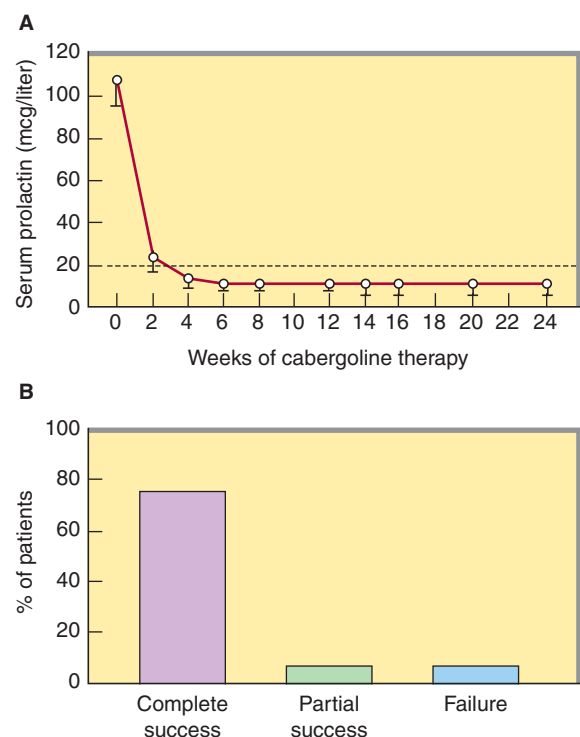 A
Serum prolactin (mcg/liter)
120
100
80
60
40
20
0
0 2 4 6 8 10 12 14 16 18 20 22 24
Weeks of cabergoline therapy
B
% of patients
100
80
60
40
20
0
Complete success
Partial success
Failure